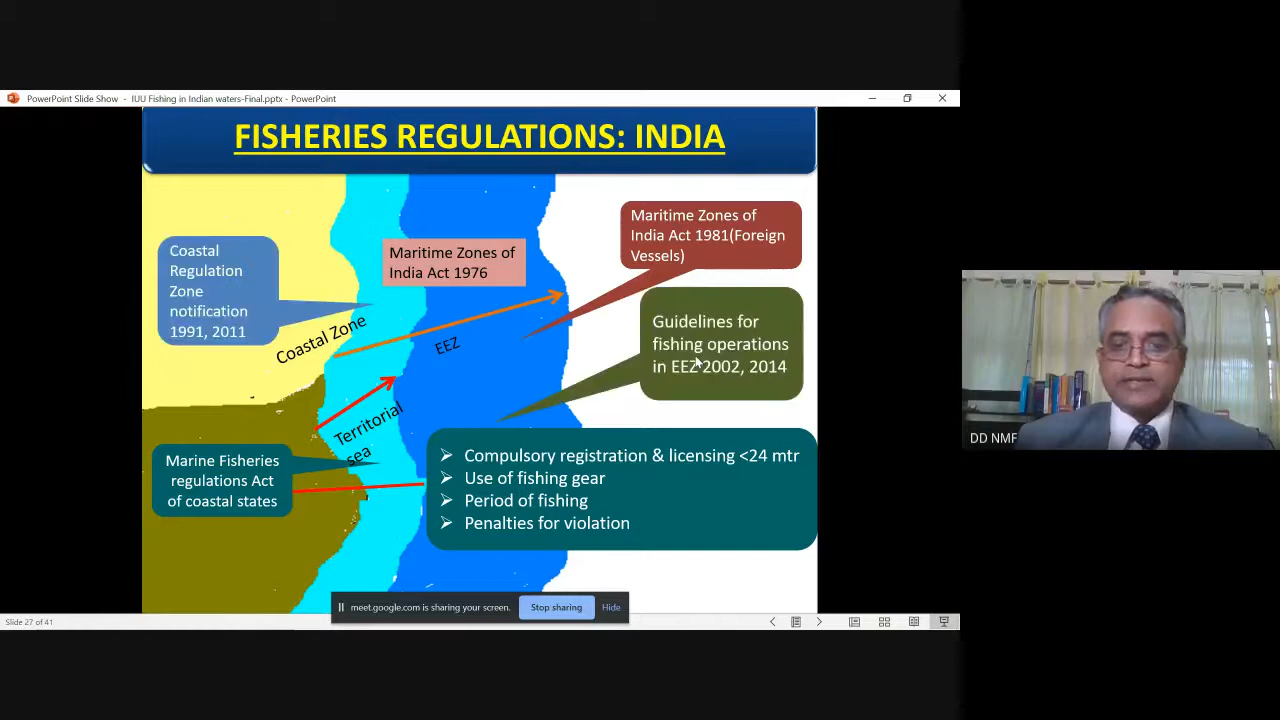 PowerPoint Slide Show - IUU Fishing in Indian waters-Final.pptx - PowerPoint
FISHERIES REGULATIONS: INDIA
Coastal
Regulation
Zone
notification
1991, 2011
Maritime Zones of
India Act 1976
Maritime Zones of
India Act 1981(Foreign
Vessels)
Guidelines for
fishing operations
in EEZ 2002, 2014
Coastal Zone
EEZ
Territorial
sea
Marine Fisheries
regulations Act
of coastal states
➢ Compulsory registration & licensing <24 mtr
➢ Use of fishing gear
➢ Period of fishing
➢ Penalties for violation
DD NMF
meet.google.com is sharing your screen.
Stop sharing
Hide
Slide 27 of 41